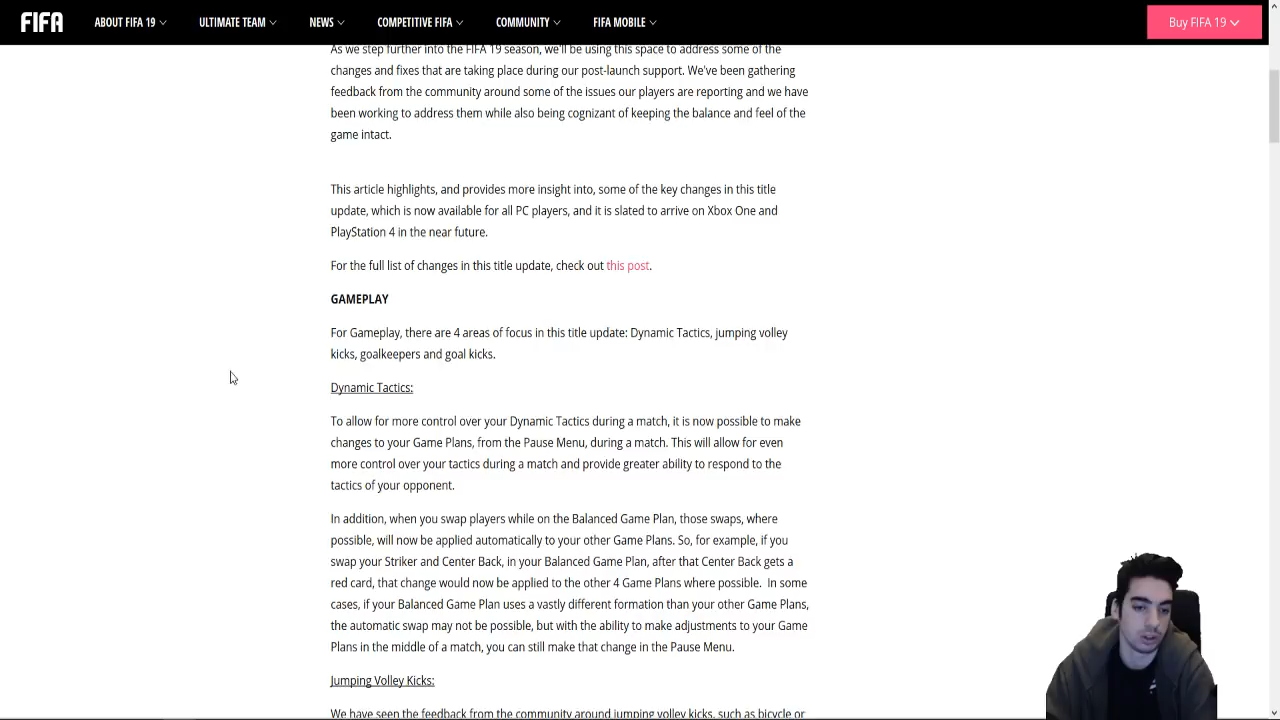 FIFA ABOUT FIFA 19 ULTIMATE TEAM NEWS COMPETITIVE FIFA COMMUNITY FIFA MOBILE Buy FIFA 19
As we step further into the FIFA 19 season, we'll be using this space to address some of the
changes and fixes that are taking place during our post-launch support. We've been gathering
feedback from the community around some of the issues our players are reporting and we have
been working to address them while also being cognizant of keeping the balance and feel of the
game intact.
This article highlights, and provides more insight into, some of the key changes in this title
update, which is now available for all PC players, and it is slated to arrive on Xbox One and
PlayStation 4 in the near future.
For the full list of changes in this title update, check out this post.
GAMEPLAY
For Gameplay, there are 4 areas of focus in this title update: Dynamic Tactics, jumping volley
kicks, goalkeepers and goal kicks.
Dynamic Tactics:
To allow for more control over your Dynamic Tactics during a match, it is now possible to make
changes to your Game Plans, from the Pause Menu, during a match. This will allow for even
more control over your tactics during a match and provide greater ability to respond to the
tactics of your opponent.
In addition, when you swap players while on the Balanced Game Plan, those swaps, where
possible, will now be applied automatically to your other Game Plans. So, for example, if you
swap your Striker and Center Back, in your Balanced Game Plan, after that Center Back gets a
red card, that change would now be applied to the other 4 Game Plans where possible. In some
cases, if your Balanced Game Plan uses a vastly different formation than your other Game Plans,
the automatic swap may not be possible, but with the ability to make adjustments to your Game
Plans in the middle of a match, you can still make that change in the Pause Menu.
Jumping Volley Kicks:
We have seen the feedback from the community around jumping volley kicks, such as bicycle or